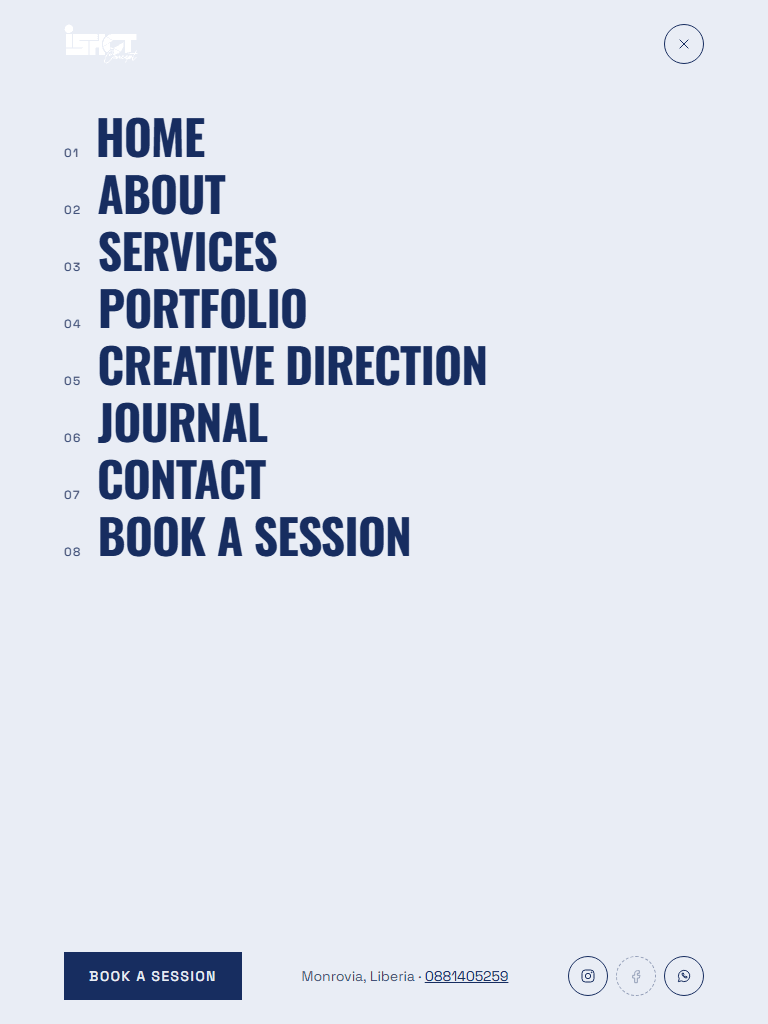 01 HOME
02 ABOUT
03 SERVICES
04 PORTFOLIO
05 CREATIVE DIRECTION
06 JOURNAL
07 CONTACT
08 BOOK A SESSION
BOOK A SESSION
Monrovia, Liberia · 0881405259